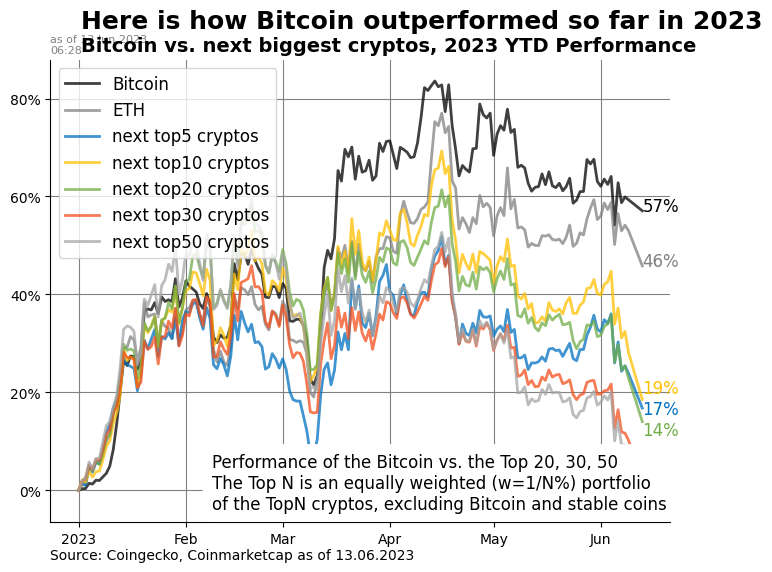 Here is how Bitcoin outperformed so far in 2023
as of 13 Jun 2023
06:28
Bitcoin vs. next biggest cryptos, 2023 YTD Performance
Bitcoin
ETH
next top5 cryptos
next top10 cryptos
next top20 cryptos
next top30 cryptos
next top50 cryptos
80%
60%
40%
20%
0%
57%
46%
19%
17%
14%
Performance of the Bitcoin vs. the Top 20, 30, 50
The Top N is an equally weighted (w=1/N%) portfolio
of the TopN cryptos, excluding Bitcoin and stable coins
2023 Feb Mar Apr May Jun
Source: Coingecko, Coinmarketcap as of 13.06.2023